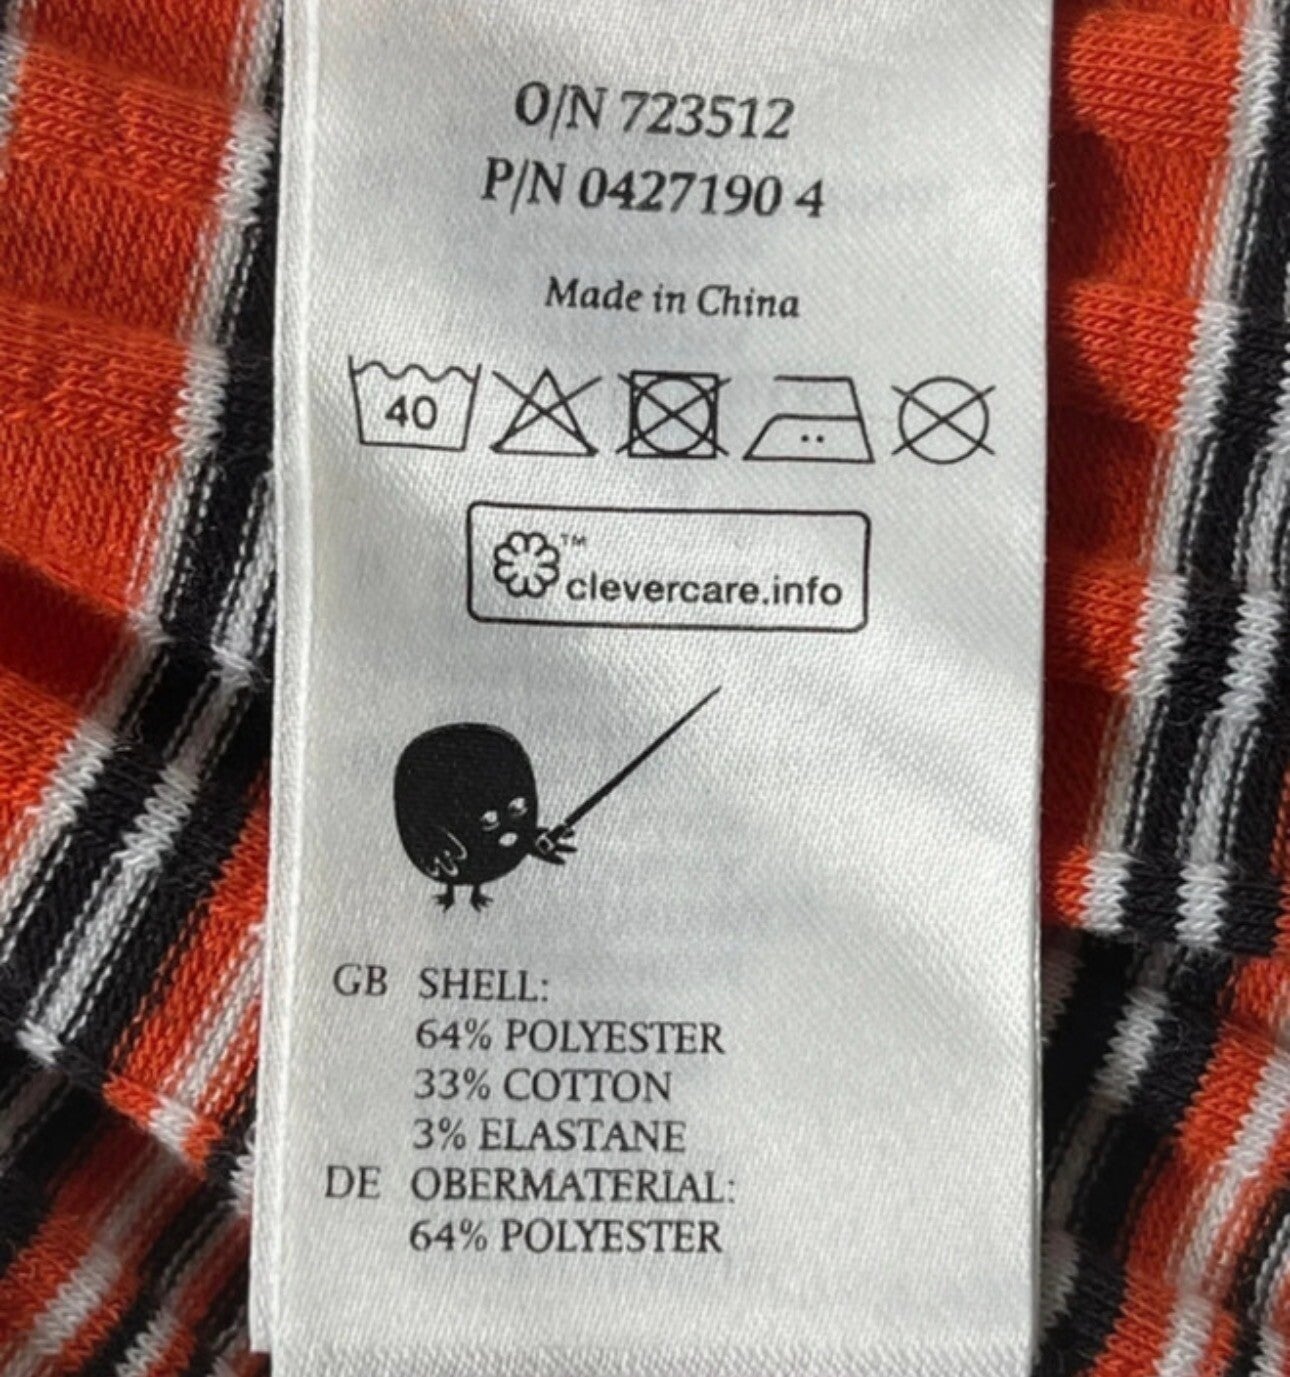 O/N 723512
P/N 0427190 4
Made in China
40
™
clevercare.info
GB SHELL:
64% POLYESTER
33% COTTON
3% ELASTANE
DE OBERMATERIAL:
64% POLYESTER